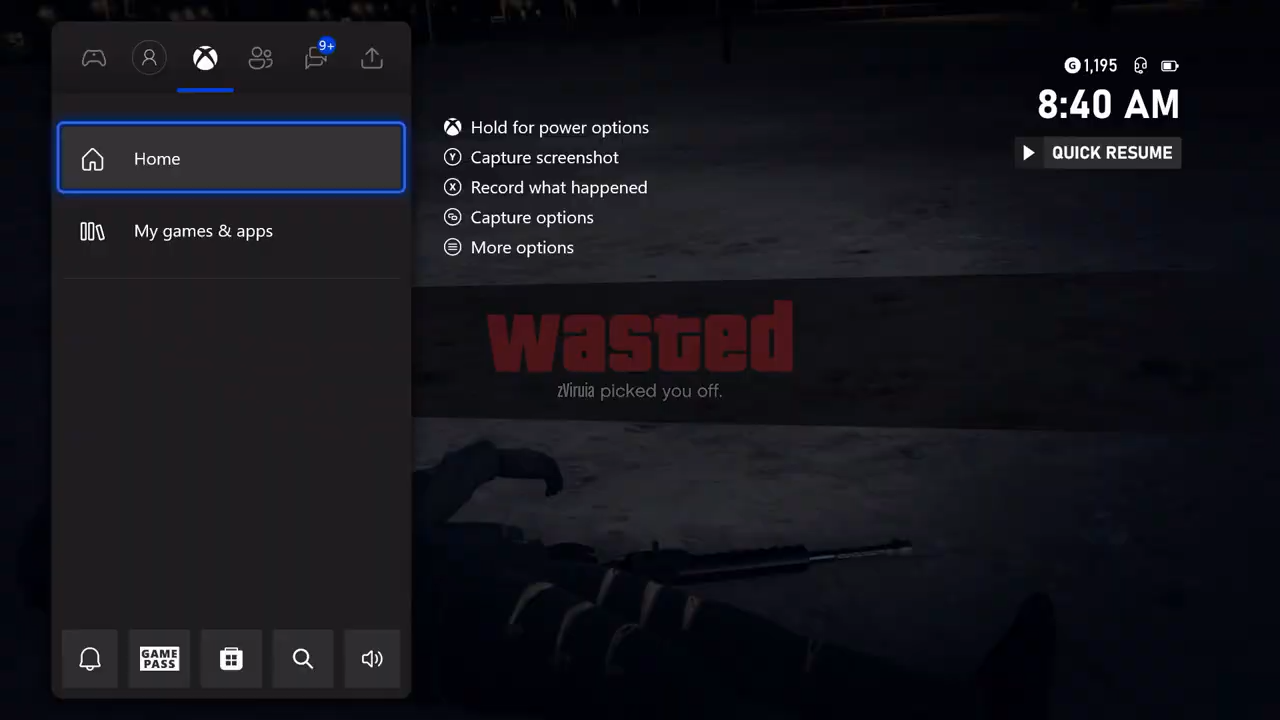 9+
Home
My games & apps
GAME
PASS
Hold for power options
Y Capture screenshot
X Record what happened
Capture options
More options
G 1,195
8:40 AM
QUICK RESUME
wasted
zViruia picked you off.